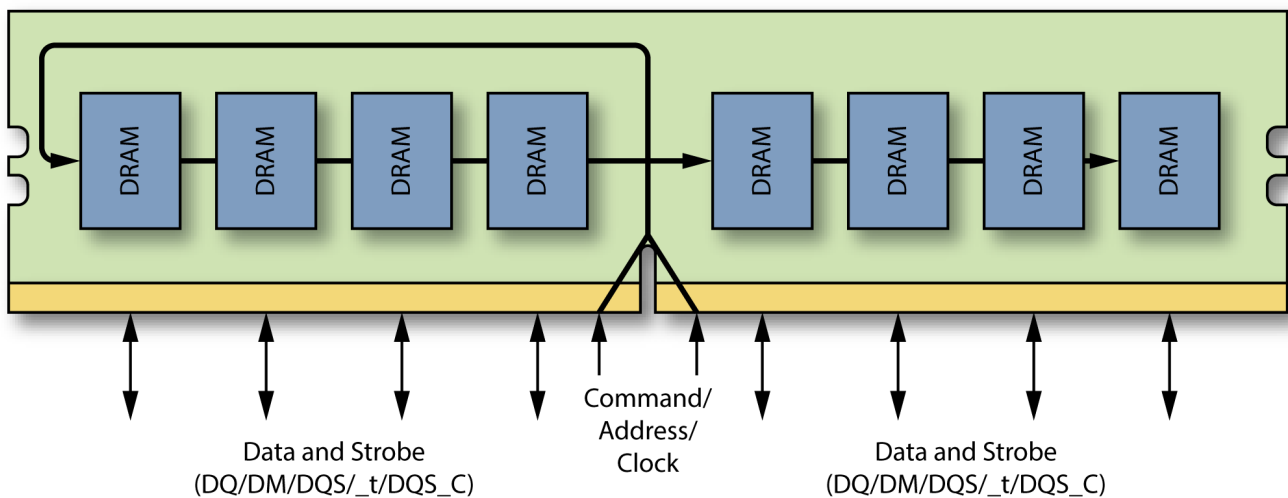 DRAM
DRAM
DRAM
DRAM
DRAM
DRAM
DRAM
DRAM
Command/
Address/
Clock
Data and Strobe
(DQ/DM/DQS/_t/DQS_C)
Data and Strobe
(DQ/DM/DQS/_t/DQS_C)